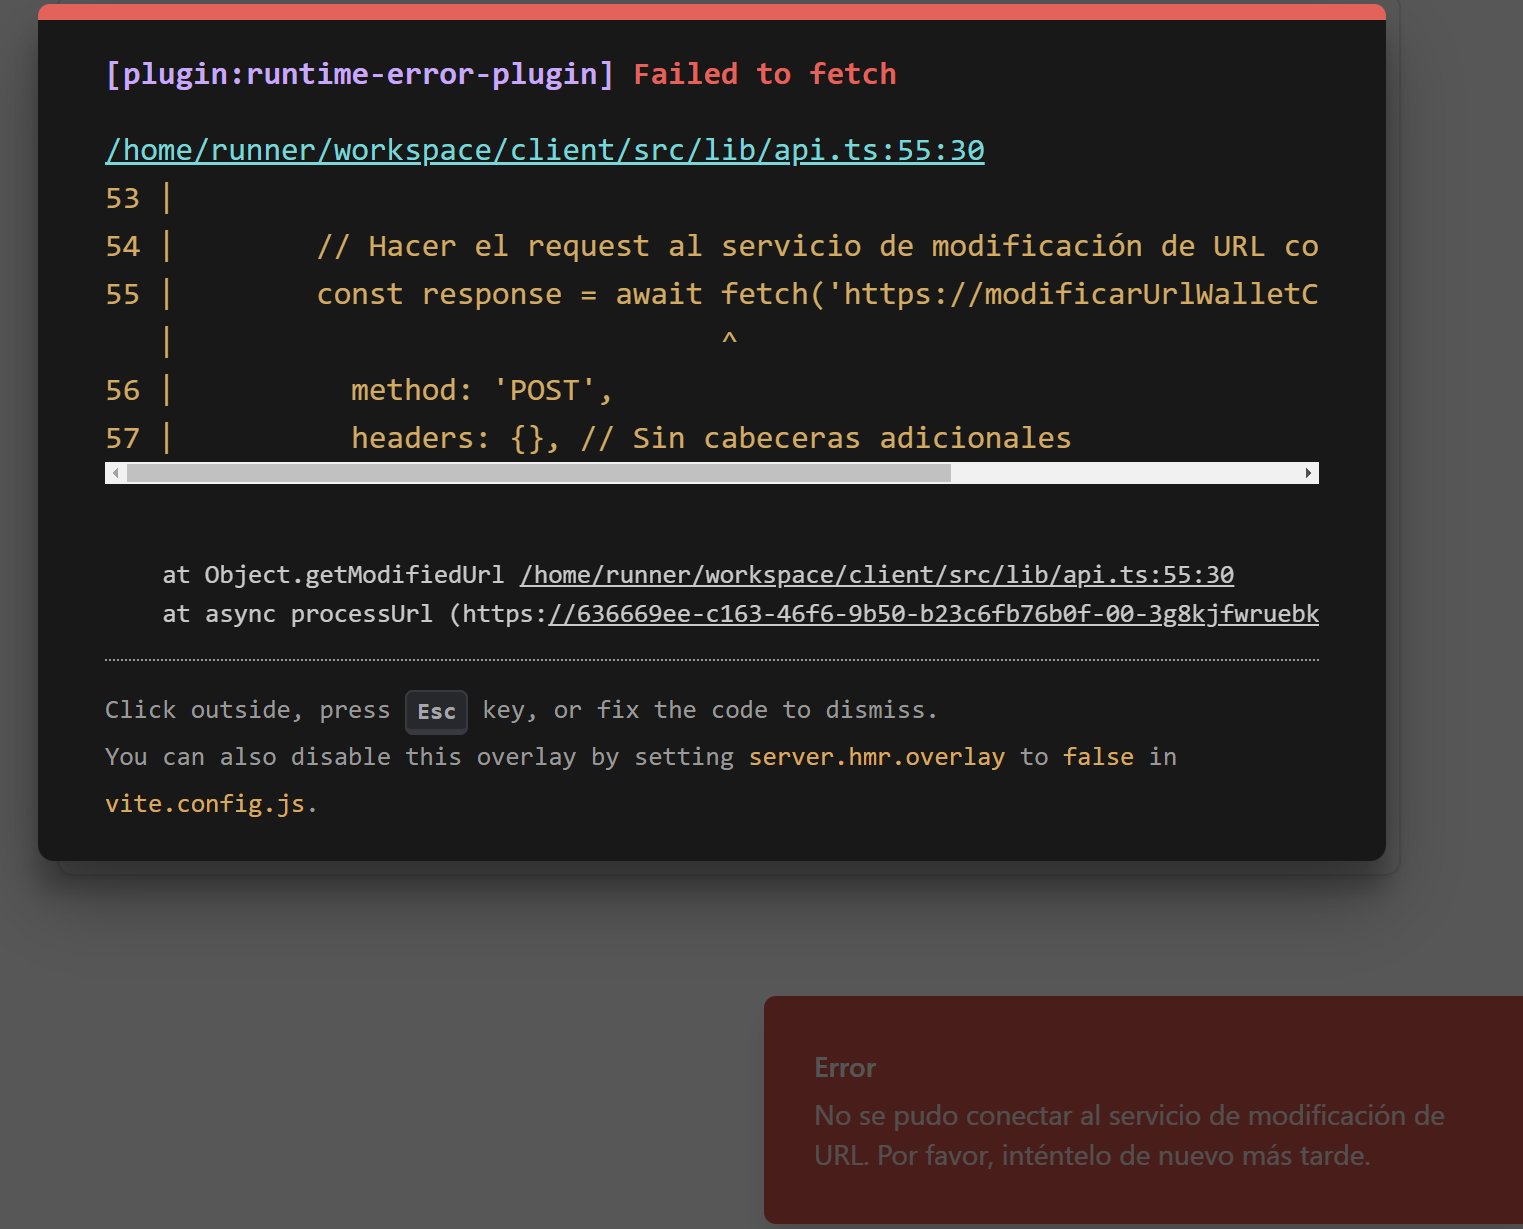 [plugin:runtime-error-plugin] Failed to fetch
/home/runner/workspace/client/src/lib/api.ts:55:30
53 |
54 |        // Hacer el request al servicio de modificación de URL co
55 |        const response = await fetch('https://modificarUrlWalletC
   |                               ^
56 |          method: 'POST',
57 |          headers: {}, // Sin cabeceras adicionales
at Object.getModifiedUrl /home/runner/workspace/client/src/lib/api.ts:55:30
at async processUrl (https://636669ee-c163-46f6-9b50-b23c6fb76b0f-00-3g8kjfwruebk
Click outside, press Esc key, or fix the code to dismiss.
You can also disable this overlay by setting server.hmr.overlay to false in
vite.config.js.
Error
No se pudo conectar al servicio de modificación de
URL. Por favor, inténtelo de nuevo más tarde.